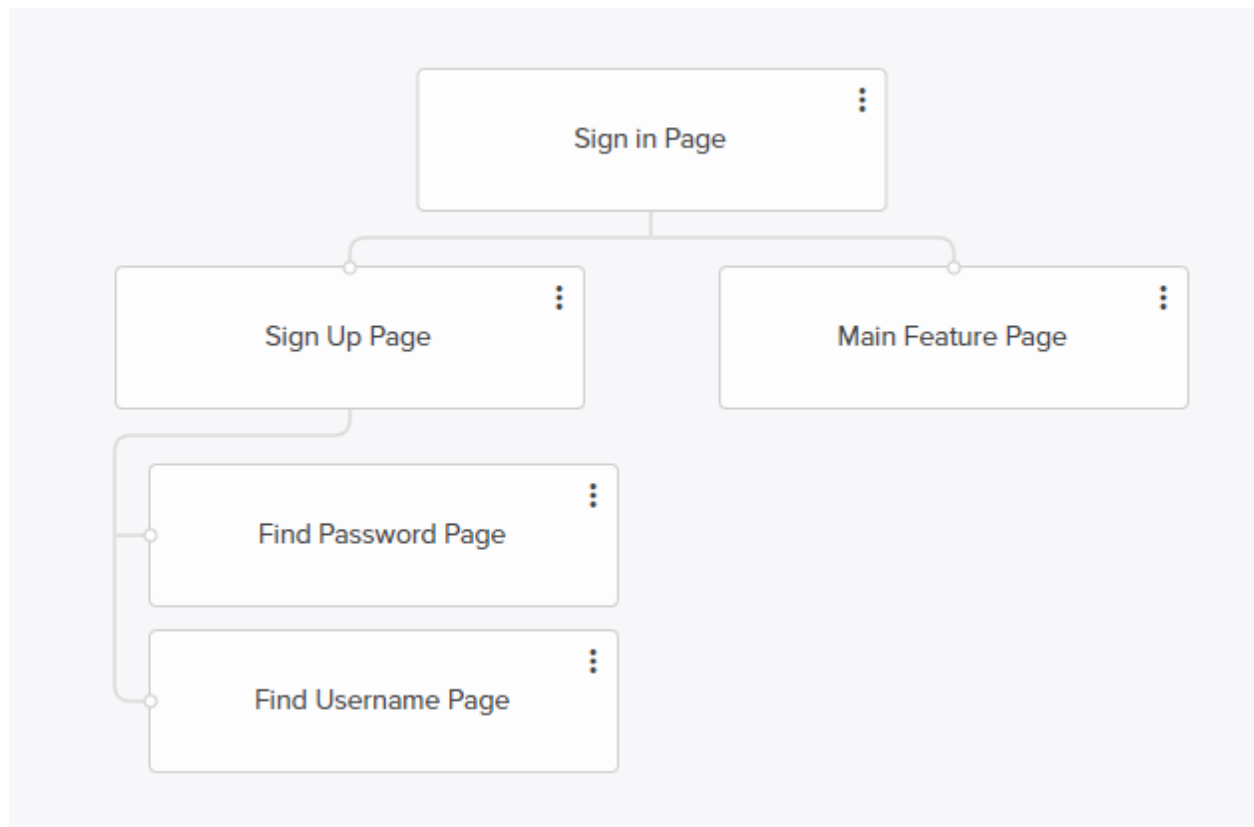 Sign in Page
Sign Up Page
Main Feature Page
Find Password Page
Find Username Page